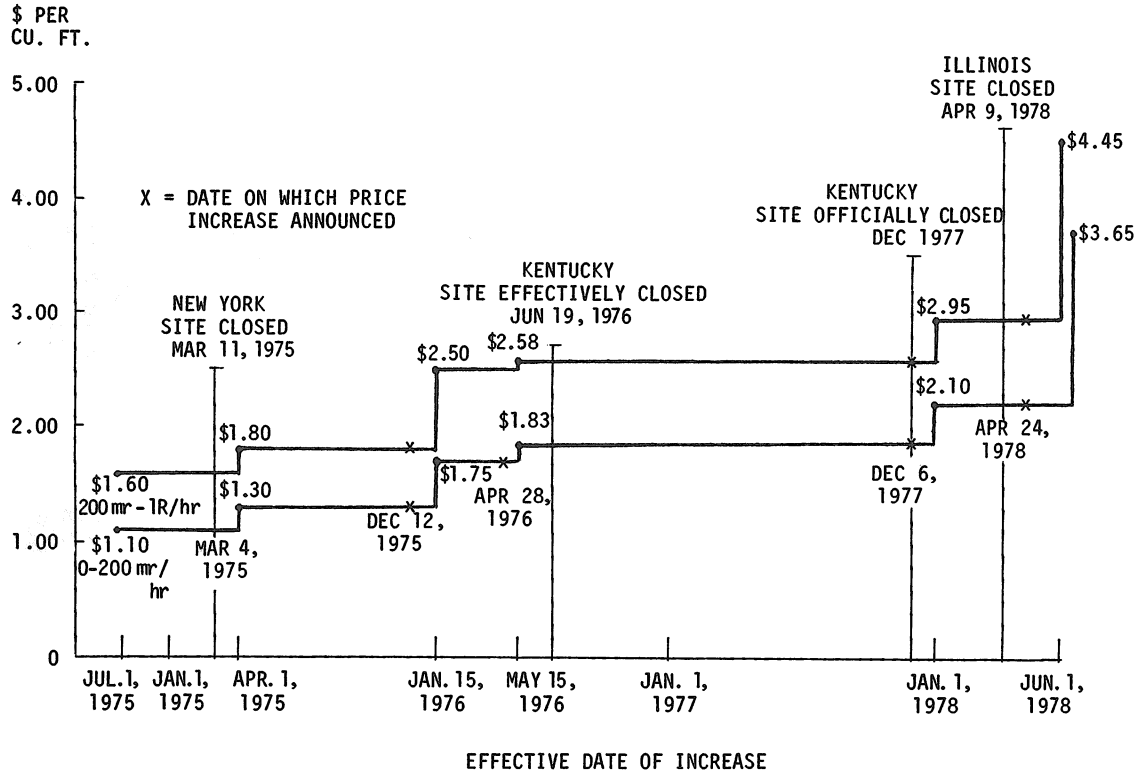 $ PER
CU. FT.
5.00
4.00
3.00
2.00
1.00
0
X = DATE ON WHICH PRICE
INCREASE ANNOUNCED
NEW YORK
SITE CLOSED
MAR 11, 1975
KENTUCKY
SITE EFFECTIVELY CLOSED
JUN 19, 1976
KENTUCKY
SITE OFFICIALLY CLOSED
DEC 1977
ILLINOIS
SITE CLOSED
APR 9, 1978
$1.60
200 mr - 1R/hr
$1.80
$2.50
$2.58
$2.95
$4.45
$1.10
0-200 mr/
hr
$1.30
$1.75
$1.83
$2.10
$3.65
MAR 4,
1975
DEC 12,
1975
APR 28,
1976
DEC 6,
1977
APR 24,
1978
JUL.1,
1975
JAN.1,
1975
APR. 1,
1975
JAN. 15,
1976
MAY 15,
1976
JAN. 1,
1977
JAN. 1,
1978
JUN. 1,
1978
EFFECTIVE DATE OF INCREASE